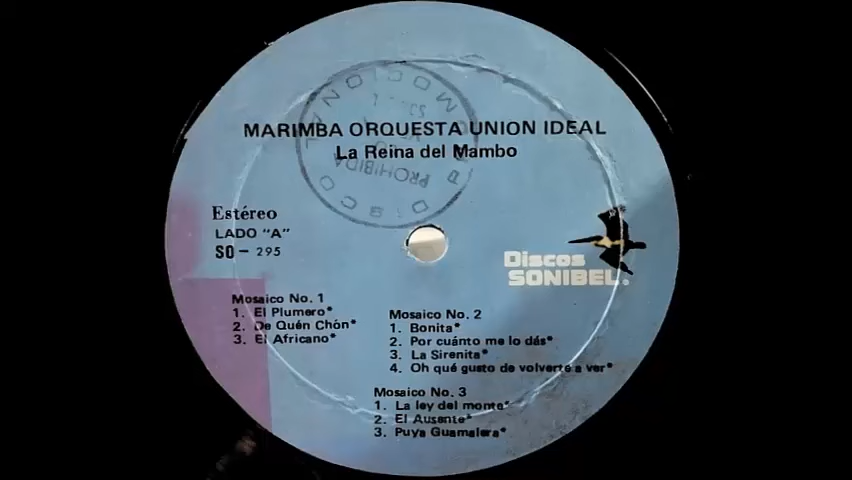 MARIMBA ORQUESTA UNION IDEAL
La Reina del Mambo
DISCO PROMOCIONAL
PROHIBIDA
Estéreo
LADO "A"
SO - 295
Discos
SONIBEL.
Mosaico No. 1
1. El Plumero*
2. De Quén Chón*
3. El Africano*
Mosaico No. 2
1. Bonita*
2. Por cuánto me lo dás*
3. La Sirenita*
4. Oh qué gusto de volverte a ver*
Mosaico No. 3
1. La ley del monte*
2. El Ausente*
3. Puya Guamalera*